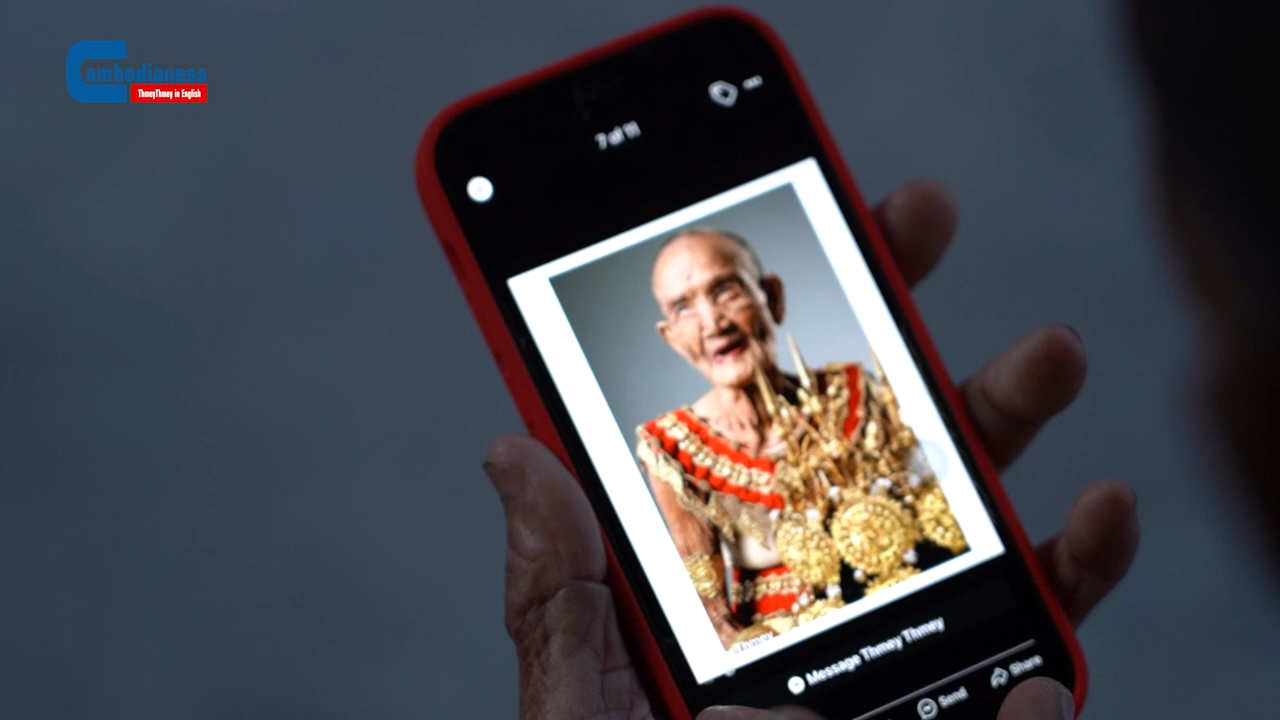 Cambodianess
ThmeyThmey in English
7 of 11
Message Thmey Thmey
Send
Share